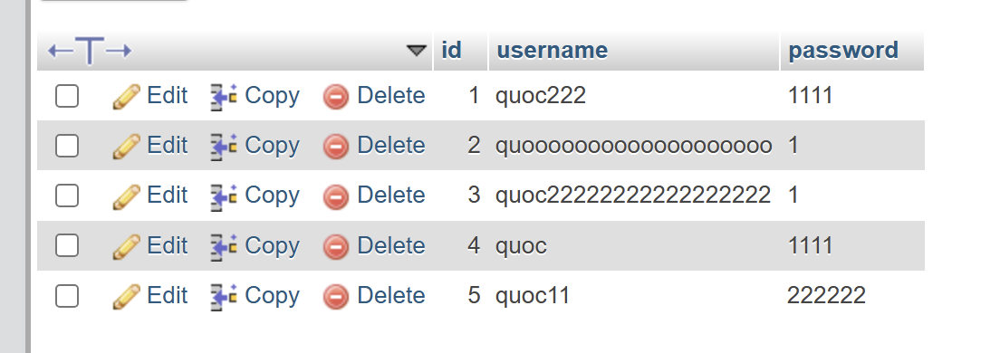 id username password
Edit Copy Delete 1 quoc222 1111
Edit Copy Delete 2 quooooooooooooooooooo 1
Edit Copy Delete 3 quoc22222222222222222 1
Edit Copy Delete 4 quoc 1111
Edit Copy Delete 5 quoc11 222222